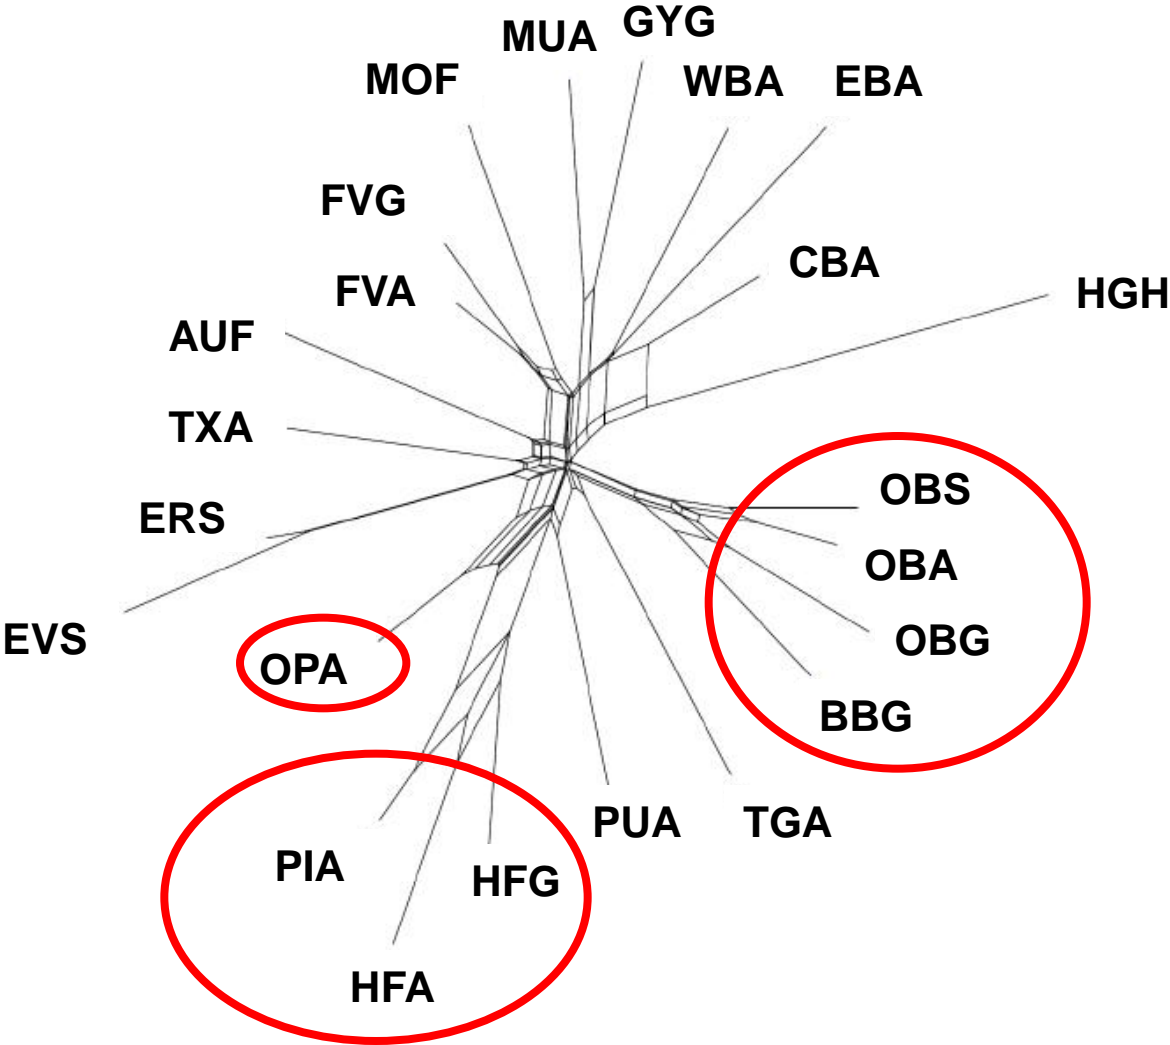 GYG
MUA
MOF
WBA
EBA
FVG
CBA
FVA
HGH
AUF
TXA
OBS
ERS
OBA
EVS
OBG
OPA
BBG
PUA
TGA
PIA
HFG
HFA